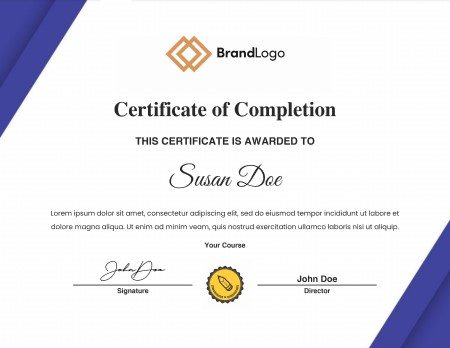 BrandLogo
Certificate of Completion
THIS CERTIFICATE IS AWARDED TO
Susan Doe
Lorem ipsum dolor sit amet, consectetur adipiscing elit, sed do eiusmod tempor incididunt ut labore et
dolore magna aliquyam. Ut enim ad minim veniam, quis nostrud exercitation ullamco laboris nisi ut aliquip.
Your Course
John Doe
Signature
John Doe
Director